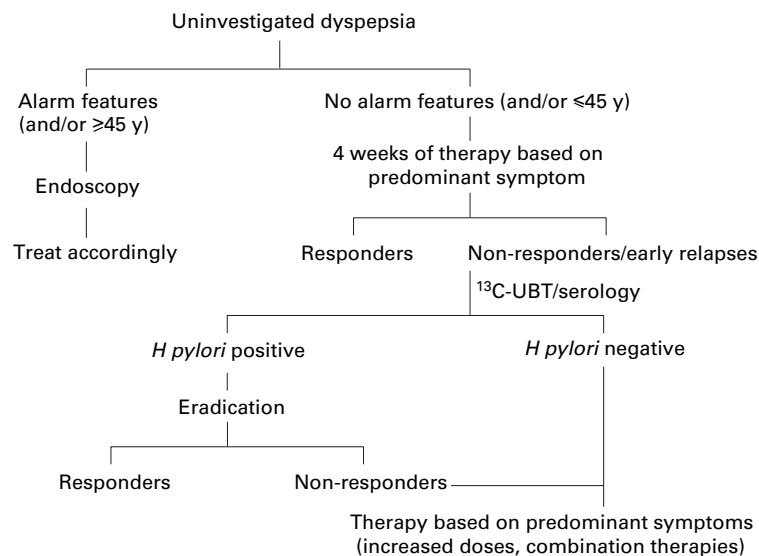 Uninvestigated dyspepsia
Alarm features
(and/or ≥45 y)
No alarm features (and/or ≤45 y)
4 weeks of therapy based on
predominant symptom
Endoscopy
Treat accordingly
Responders
Non-responders/early relapses
¹³C-UBT/serology
H pylori positive
H pylori negative
Eradication
Responders
Non-responders
Therapy based on predominant symptoms
(increased doses, combination therapies)